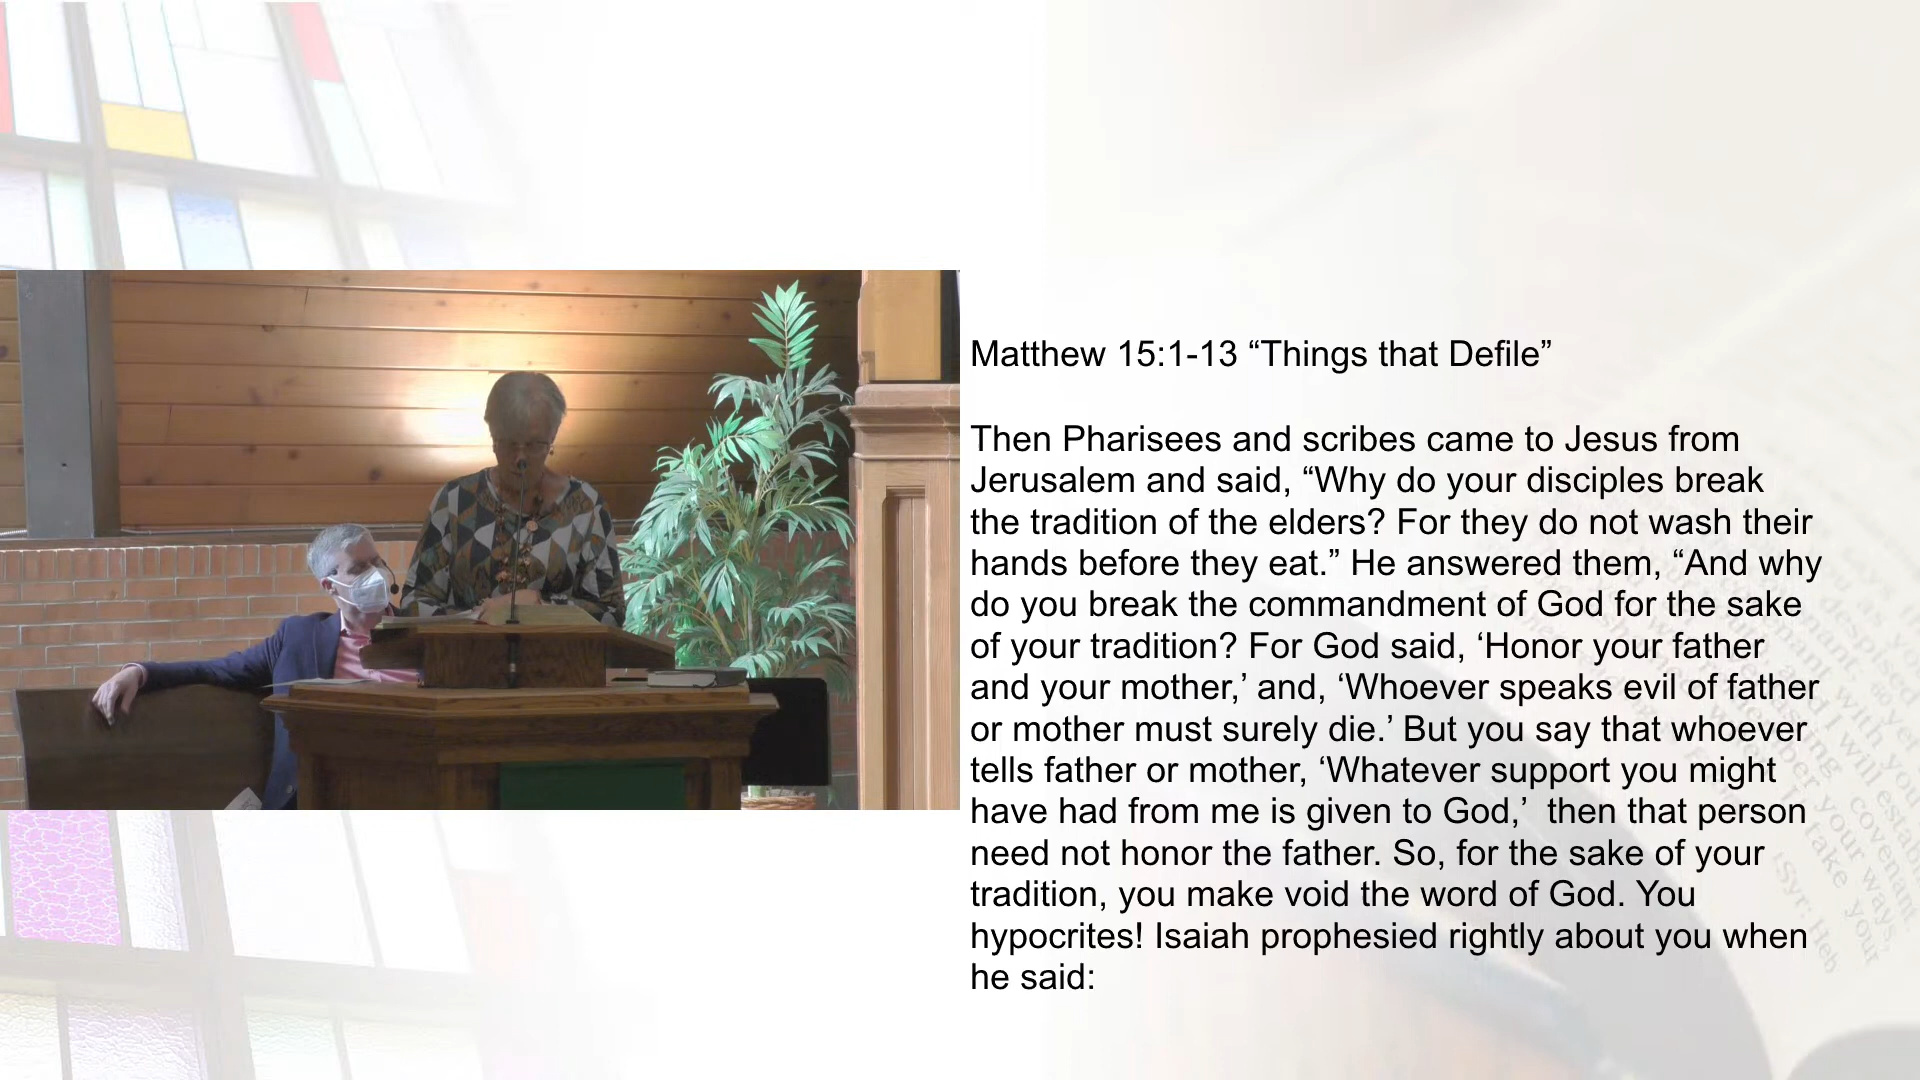 Matthew 15:1-13 “Things that Defile”
Then Pharisees and scribes came to Jesus from
Jerusalem and said, “Why do your disciples break
the tradition of the elders? For they do not wash their
hands before they eat.” He answered them, “And why
do you break the commandment of God for the sake
of your tradition? For God said, ‘Honor your father
and your mother,’ and, ‘Whoever speaks evil of father
or mother must surely die.’ But you say that whoever
tells father or mother, ‘Whatever support you might
have had from me is given to God,’  then that person
need not honor the father. So, for the sake of your
tradition, you make void the word of God. You
hypocrites! Isaiah prophesied rightly about you when
he said: